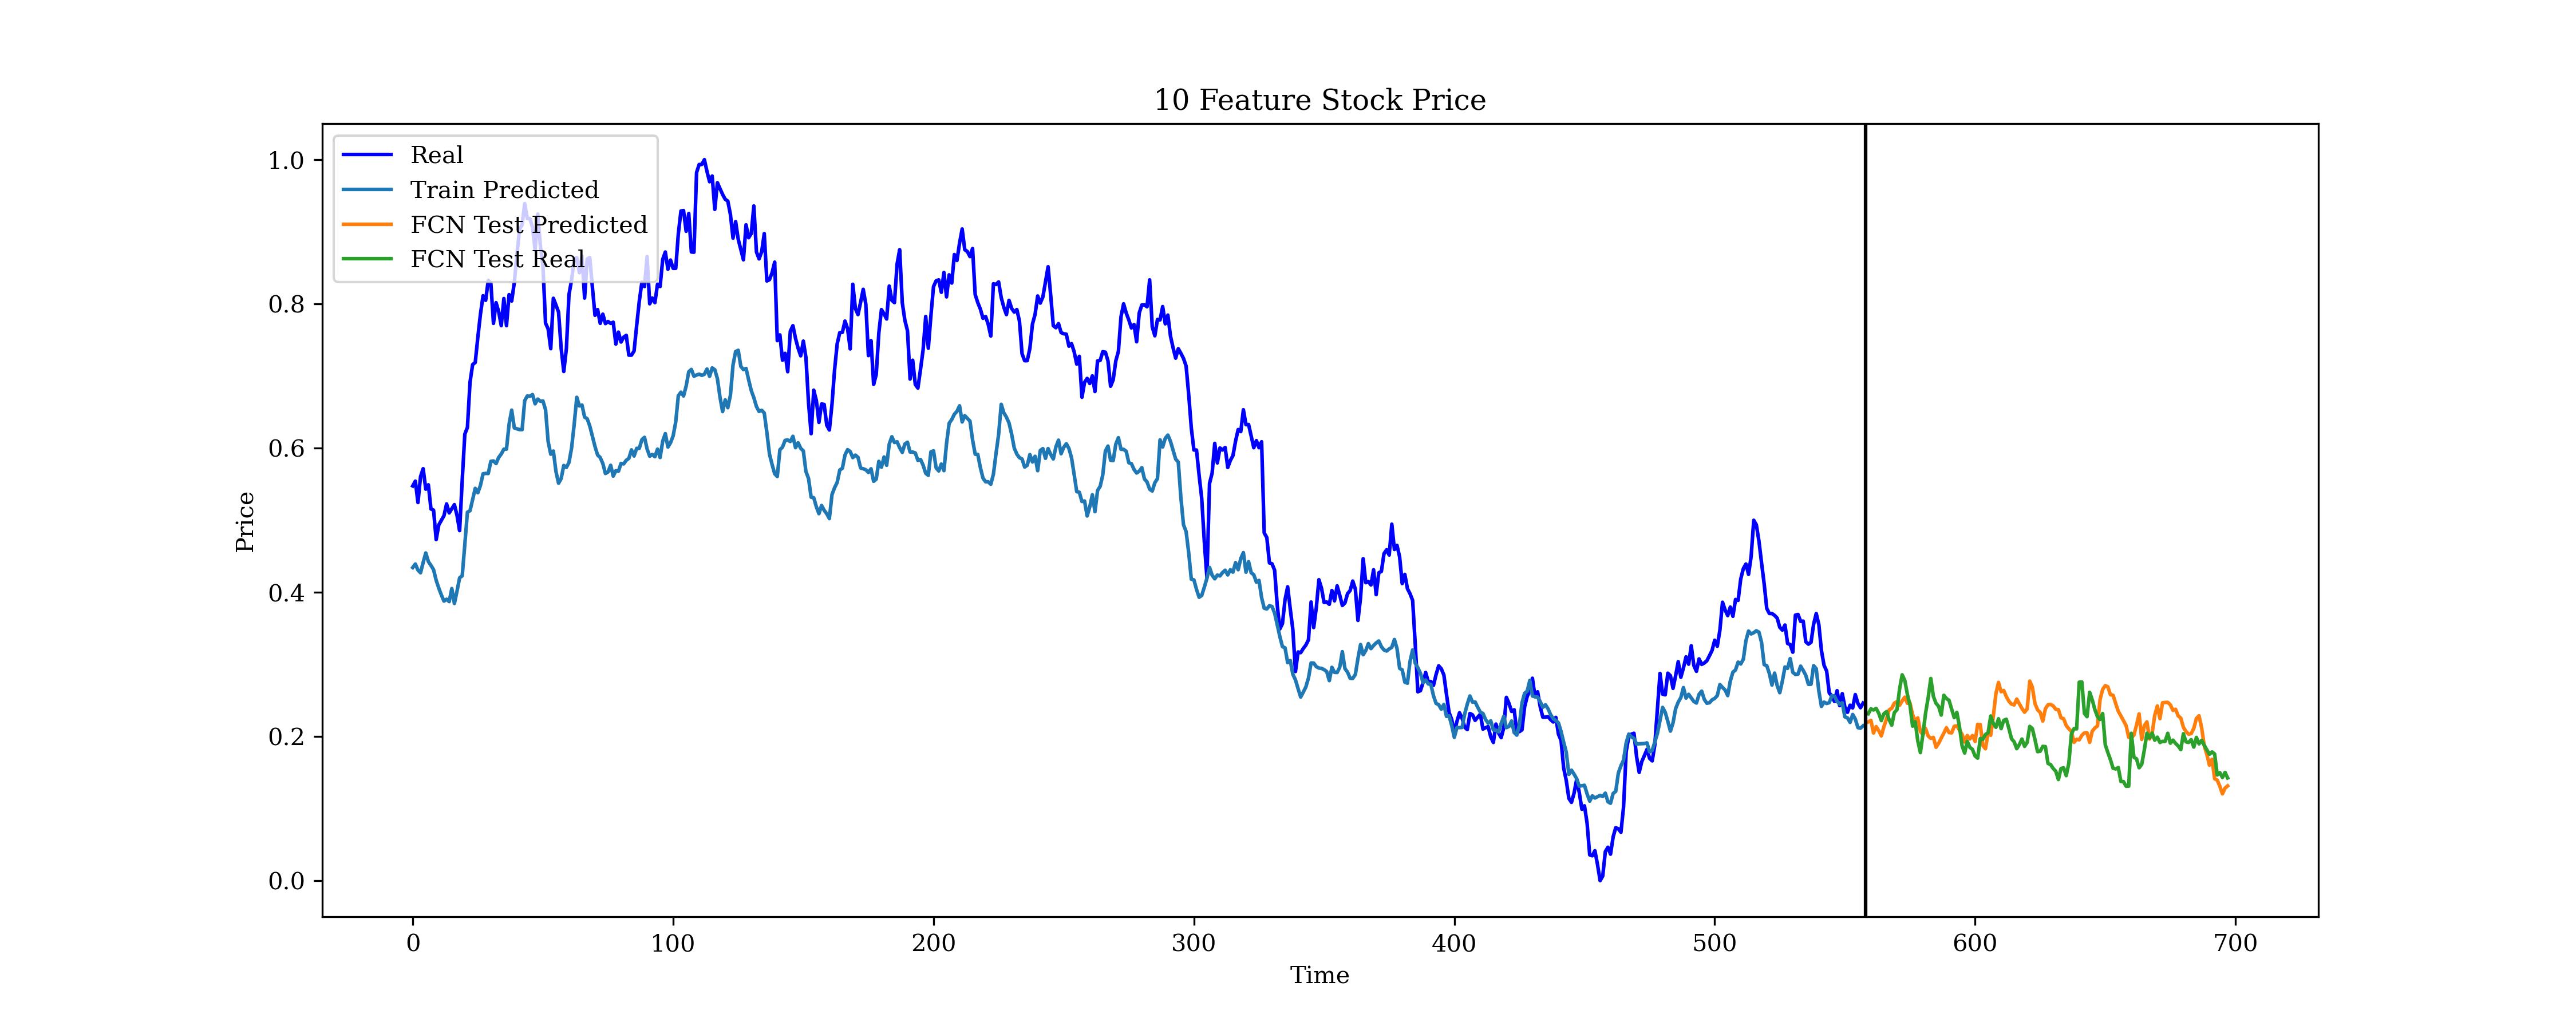 10 Feature Stock Price
Real
Train Predicted
FCN Test Predicted
FCN Test Real
1.0
0.8
0.6
0.4
0.2
0.0
Price
0 100 200 300 400 500 600 700
Time